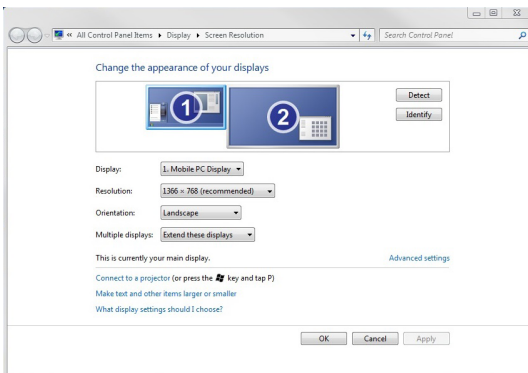 « All Control Panel Items ▸ Display ▸ Screen Resolution Search Control Panel
Change the appearance of your displays
1 2
Detect
Identify
Display: 1. Mobile PC Display
Resolution: 1366 × 768 (recommended)
Orientation: Landscape
Multiple displays: Extend these displays
This is currently your main display. Advanced settings
Connect to a projector (or press the key and tap P)
Make text and other items larger or smaller
What display settings should I choose?
OK Cancel Apply